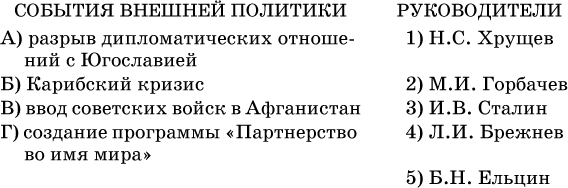 СОБЫТИЯ ВНЕШНЕЙ ПОЛИТИКИ РУКОВОДИТЕЛИ
А) разрыв дипломатических отноше- 1) Н.С. Хрущев
ний с Югославией
Б) Карибский кризис 2) М.И. Горбачев
В) ввод советских войск в Афганистан 3) И.В. Сталин
Г) создание программы «Партнерство 4) Л.И. Брежнев
во имя мира»
5) Б.Н. Ельцин